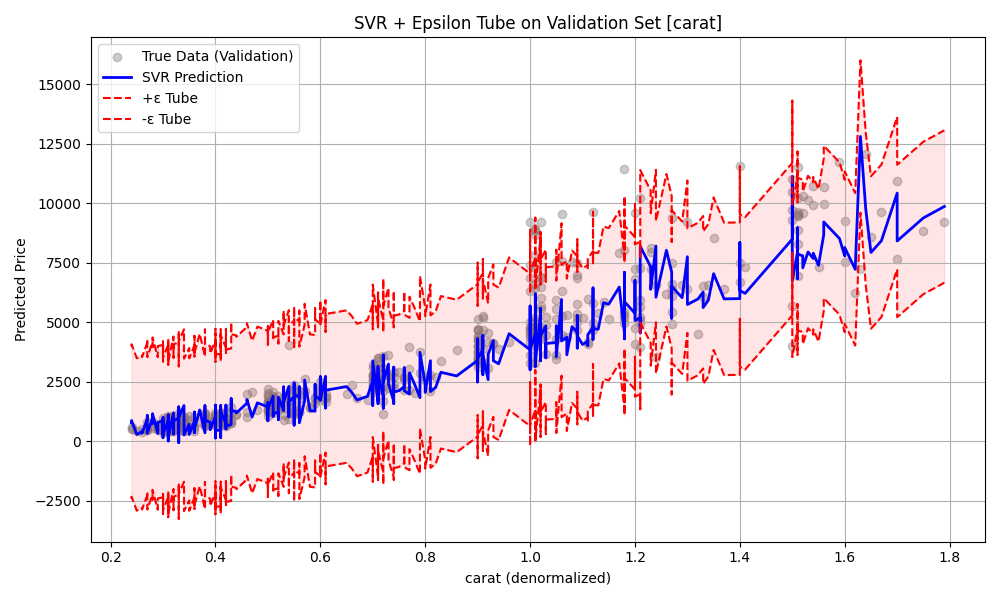 SVR + Epsilon Tube on Validation Set [carat]
True Data (Validation)
SVR Prediction
+ε Tube
-ε Tube
Predicted Price
15000
12500
10000
7500
5000
2500
0
−2500
0.2 0.4 0.6 0.8 1.0 1.2 1.4 1.6 1.8
carat (denormalized)